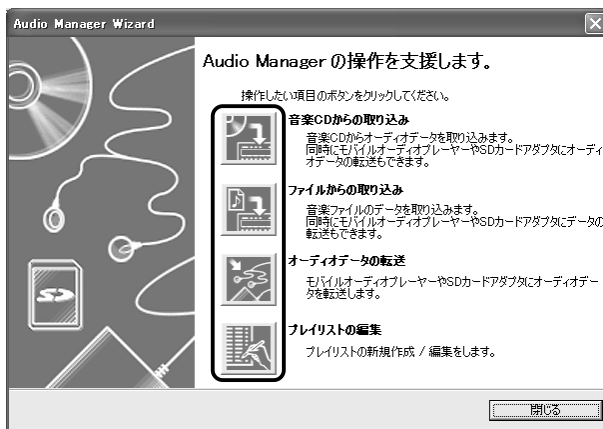 Audio Manager Wizard
Audio Manager の操作を支援します。
操作したい項目のボタンをクリックしてください。
音楽CDからの取り込み
音楽CDからオーディオデータを取り込みます。
同時にモバイルオーディオプレーヤーやSDカードアダプタにオーディ
オデータの転送もできます。
ファイルからの取り込み
音楽ファイルのデータを取り込みます。
同時にモバイルオーディオプレーヤーやSDカードアダプタにデータの
転送もできます。
オーディオデータの転送
モバイルオーディオプレーヤーやSDカードアダプタにオーディオデー
タを転送します。
プレイリストの編集
プレイリストの新規作成 / 編集をします。
SD
閉じる